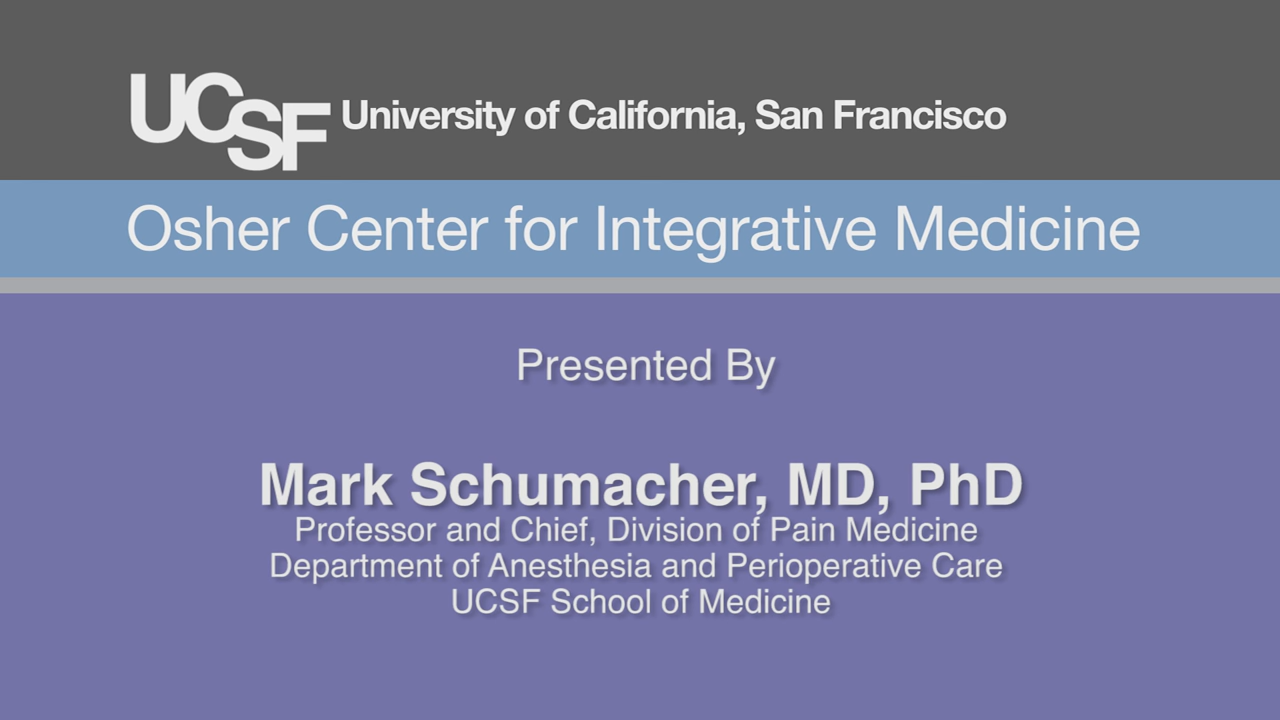 UCSF University of California, San Francisco
Osher Center for Integrative Medicine
Presented By
Mark Schumacher, MD, PhD
Professor and Chief, Division of Pain Medicine
Department of Anesthesia and Perioperative Care
UCSF School of Medicine